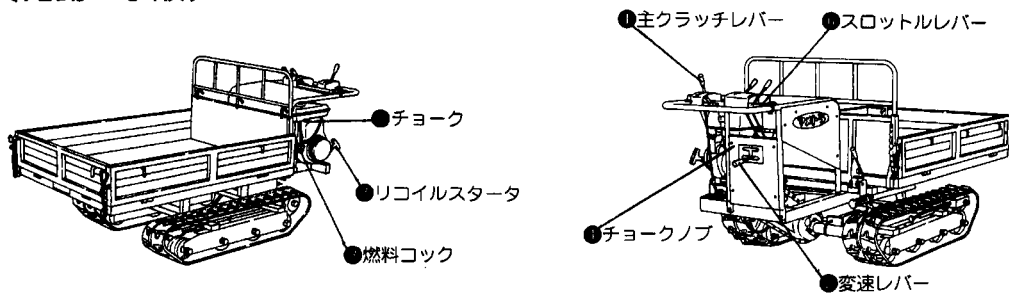 ❶主クラッチレバー
スロットルレバー
チョーク
リコイルスタータ
燃料コック
チョークノブ
変速レバー